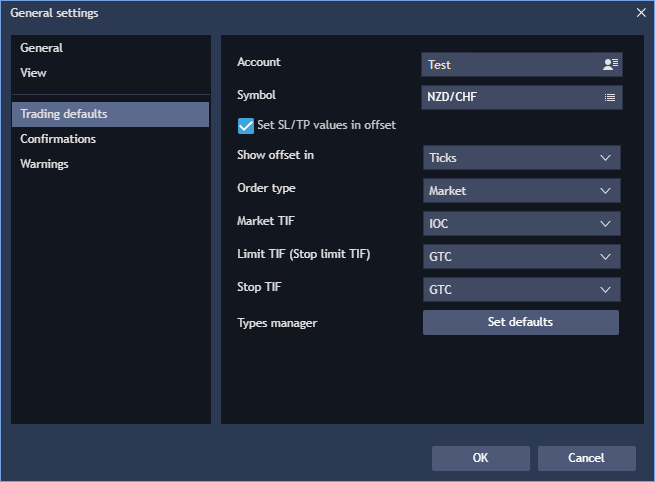 General settings
General
View
Trading defaults
Confirmations
Warnings
Account Test
Symbol NZD/CHF
Set SL/TP values in offset
Show offset in Ticks
Order type Market
Market TIF IOC
Limit TIF (Stop limit TIF) GTC
Stop TIF GTC
Types manager Set defaults
OK Cancel